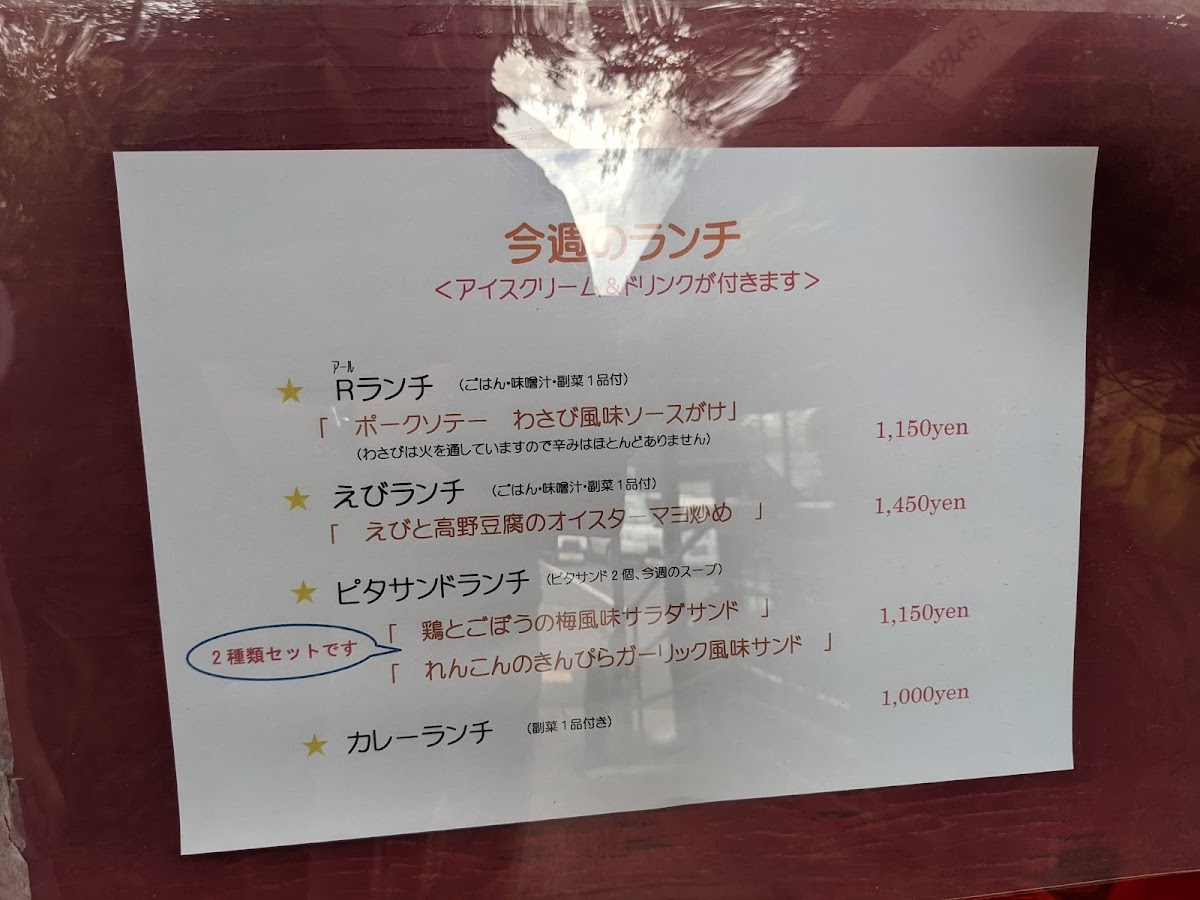 今週のランチ
＜アイスクリーム&ドリンクが付きます＞
アール
★ Rランチ （ごはん・味噌汁・副菜１品付）
「 ポークソテー わさび風味ソースがけ」
1,150yen
（わさびは火を通していますので辛みはほとんどありません）
★ えびランチ （ごはん・味噌汁・副菜１品付）
「 えびと高野豆腐のオイスターマヨ炒め 」
1,450yen
★ ピタサンドランチ （ピタサンド２個、今週のスープ）
「 鶏とごぼうの梅風味サラダサンド 」
1,150yen
２種類セットです
「 れんこんのきんぴらガーリック風味サンド 」
1,000yen
★ カレーランチ （副菜１品付き）